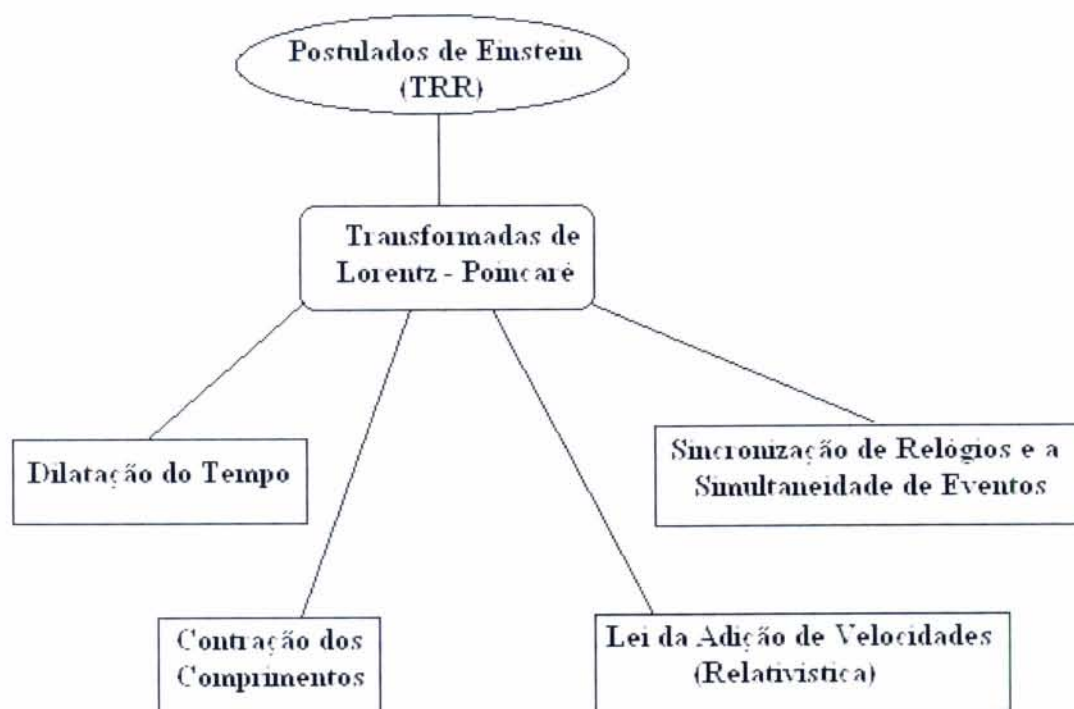 Postulados de Einstein
(TRR)
Transformadas de
Lorentz - Poincaré
Dilatação do Tempo
Sincronização de Relógios e a
Simultaneidade de Eventos
Contração dos
Comprimentos
Lei da Adição de Velocidades
(Relativística)